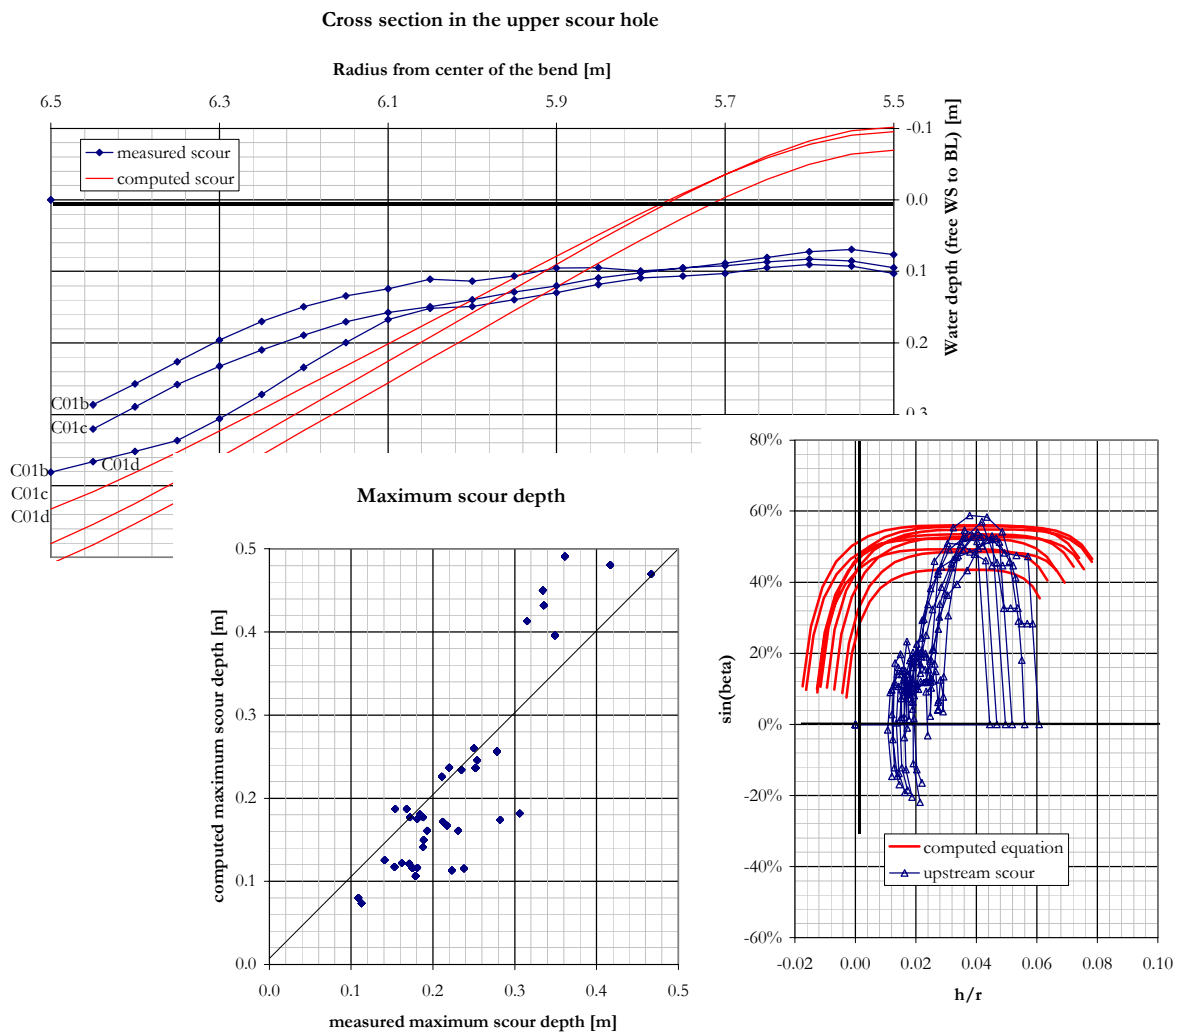 Cross section in the upper scour hole
Radius from center of the bend [m]
6.5 6.3 6.1 5.9 5.7 5.5
measured scour
computed scour
-0.1
0.0
0.1
0.2
0.3
Water depth (free WS to BL) [m]
C01b
C01c
C01d
C01b
C01c
C01d
Maximum scour depth
0.5
0.4
0.3
0.2
0.1
0.0
computed maximum scour depth [m]
0.0 0.1 0.2 0.3 0.4 0.5
measured maximum scour depth [m]
80%
60%
40%
20%
0%
-20%
-40%
-60%
sin(beta)
computed equation
upstream scour
-0.02 0.00 0.02 0.04 0.06 0.08 0.10
h/r